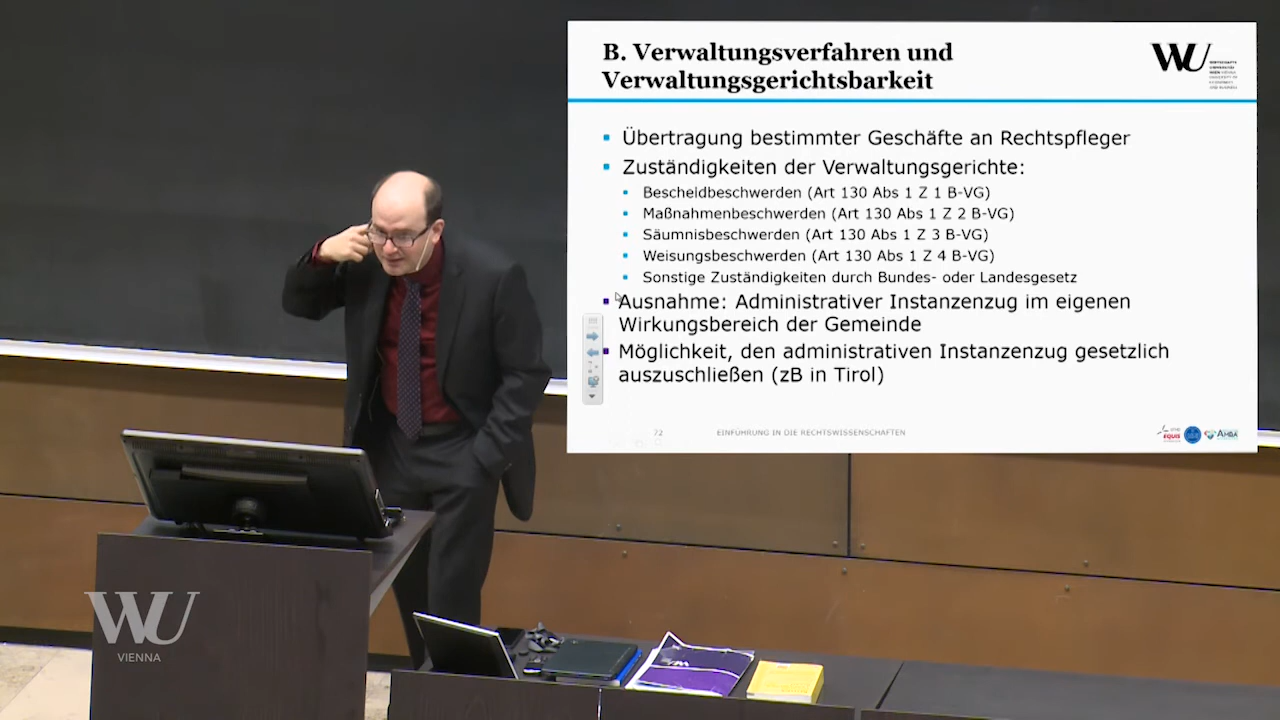 B. Verwaltungsverfahren und
Verwaltungsgerichtsbarkeit
WU
Übertragung bestimmter Geschäfte an Rechtspfleger
Zuständigkeiten der Verwaltungsgerichte:
Bescheidbeschwerden (Art 130 Abs 1 Z 1 B-VG)
Maßnahmenbeschwerden (Art 130 Abs 1 Z 2 B-VG)
Säumnisbeschwerden (Art 130 Abs 1 Z 3 B-VG)
Weisungsbeschwerden (Art 130 Abs 1 Z 4 B-VG)
Sonstige Zuständigkeiten durch Bundes- oder Landesgesetz
Ausnahme: Administrativer Instanzenzug im eigenen
Wirkungsbereich der Gemeinde
Möglichkeit, den administrativen Instanzenzug gesetzlich
auszuschließen (zB in Tirol)
72
EINFÜHRUNG IN DIE RECHTSWISSENSCHAFTEN
EQUIS
AMBA
WU
VIENNA